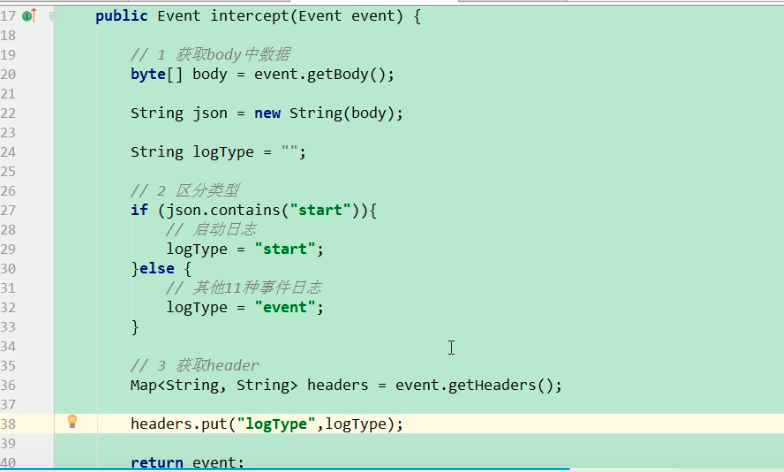 17 public Event intercept(Event event) {
18
19 // 1 获取body中数据
20 byte[] body = event.getBody();
21
22 String json = new String(body);
23
24 String logType = "";
25
26 // 2 区分类型
27 if (json.contains("start")){
28 // 启动日志
29 logType = "start";
30 }else {
31 // 其他11种事件日志
32 logType = "event";
33 }
34
35 // 3 获取header
36 Map<String, String> headers = event.getHeaders();
37
38 headers.put("logType",logType);
39
40 return event;